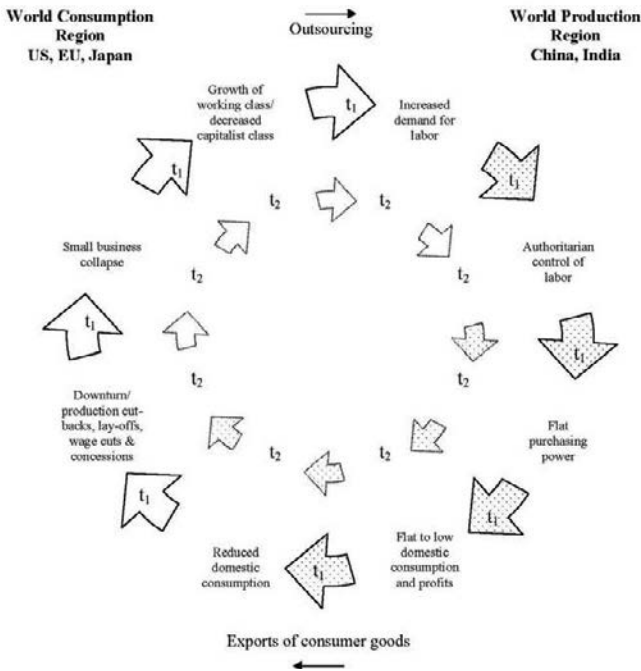 World Consumption
Region
US, EU, Japan
Outsourcing
World Production
Region
China, India
Growth of
working class/
decreased
capitalist class
t₁
Increased
demand for
labor
t₁
t₁
t₂
t₂
Small business
collapse
t₂
t₂
Authoritarian
control of
labor
t₁
t₁
Downturn/
production cut-
backs, lay-offs,
wage cuts &
concessions
t₂
t₂
Flat
purchasing
power
t₂
t₂
t₁
t₁
Reduced
domestic
consumption
t₁
Flat to low
domestic
consumption
and profits
Exports of consumer goods